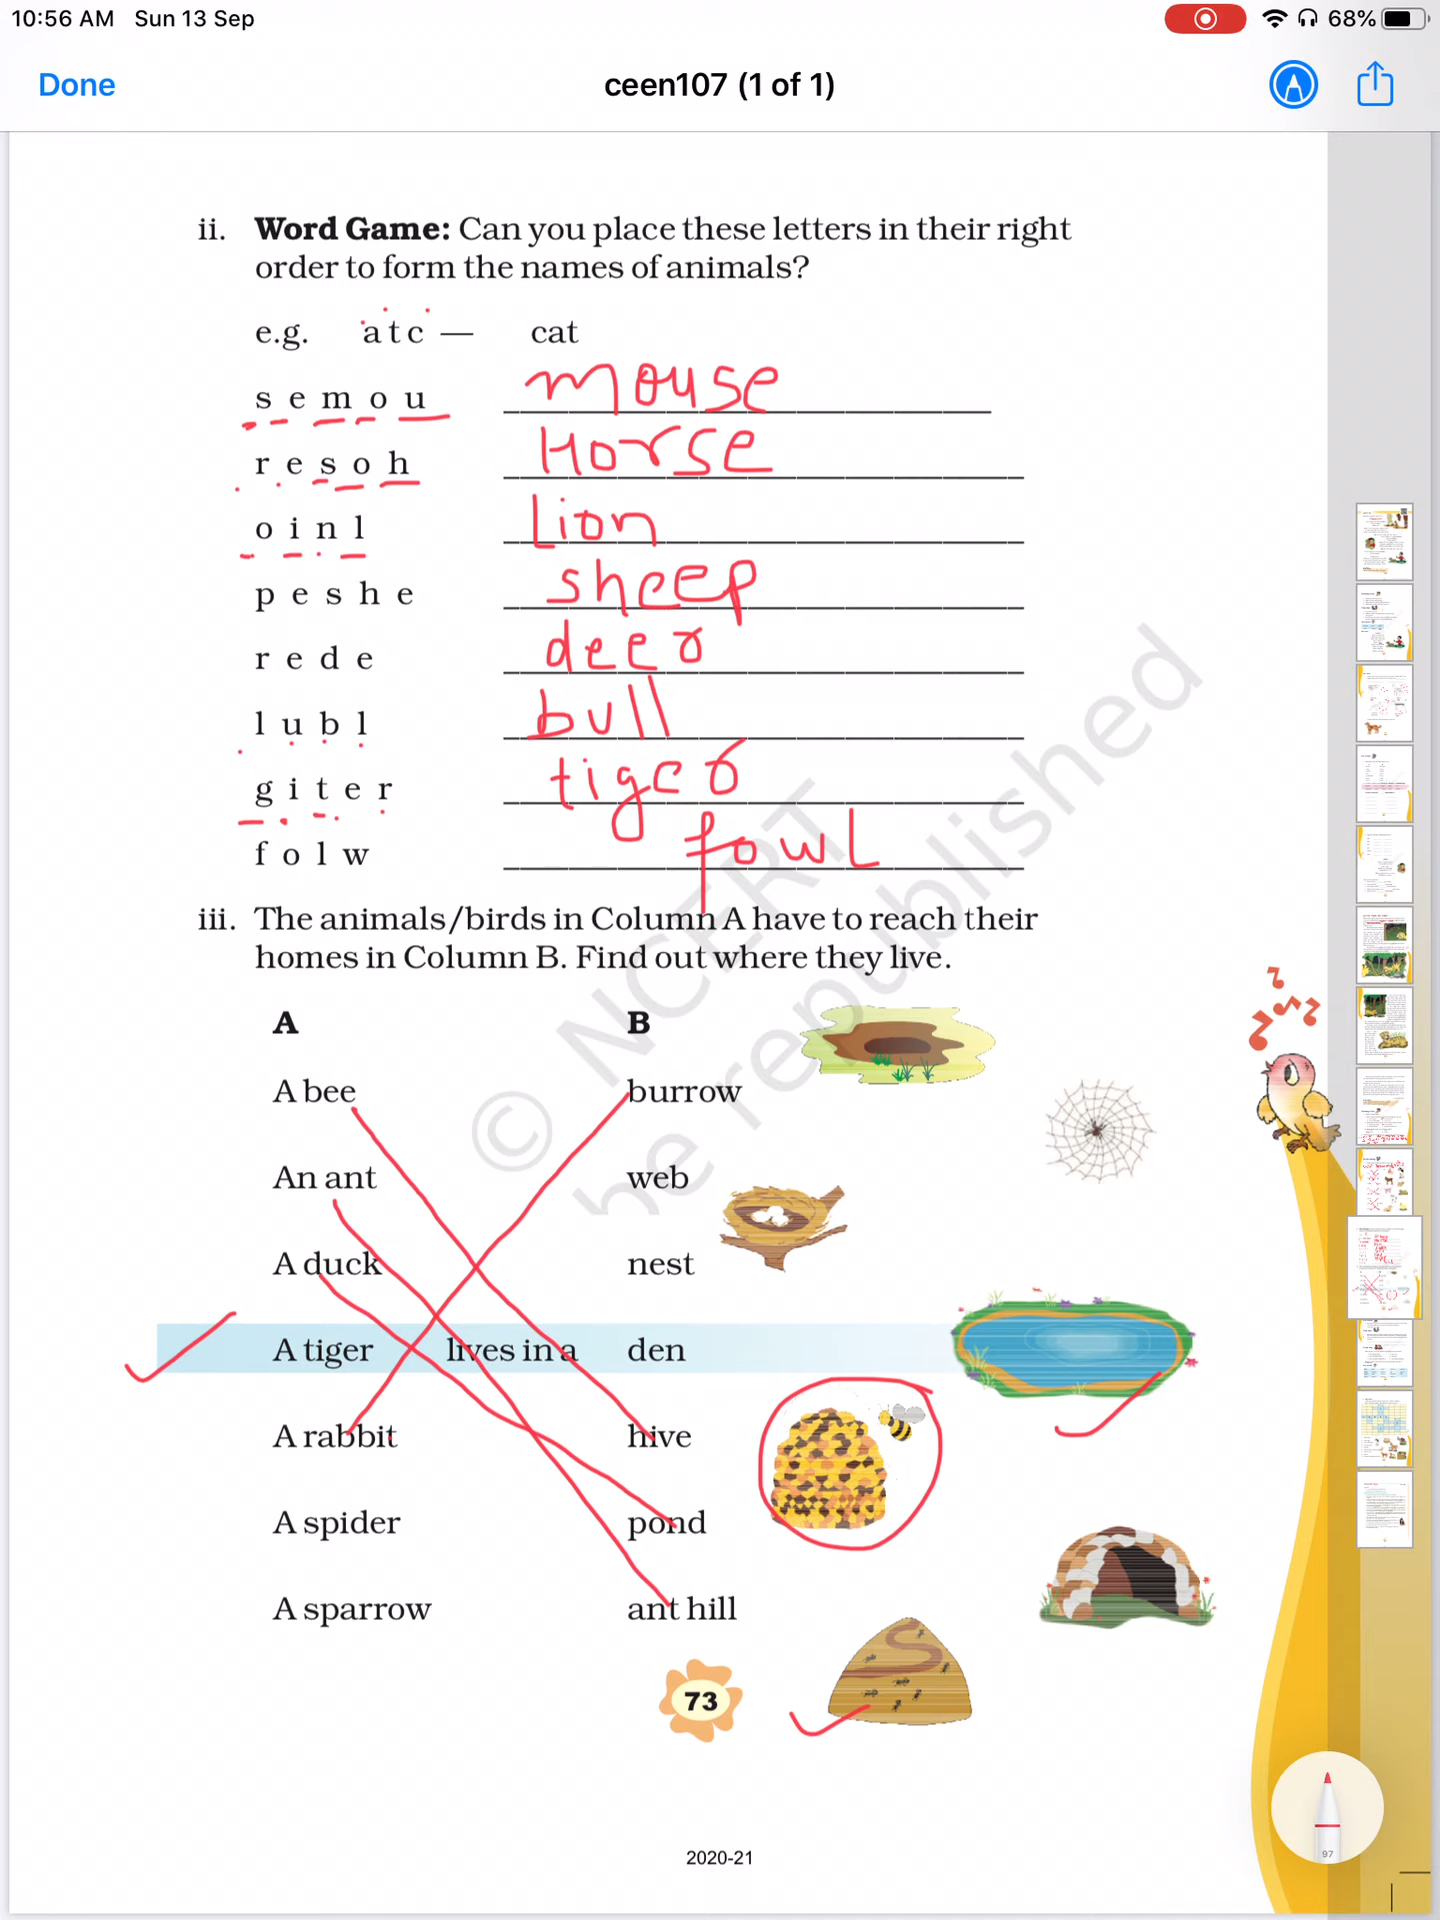 10:56 AM Sun 13 Sep 68%
Done ceen107 (1 of 1)
ii. Word Game: Can you place these letters in their right
order to form the names of animals?
e.g. a t c — cat
s e m o u mouse
r e s o h Horse
o i n l Lion
p e s h e sheep
r e d e deer
l u b l bull
g i t e r tiger
f o l w fowl
iii. The animals/birds in Column A have to reach their
homes in Column B. Find out where they live.
A B
A bee burrow
An ant web
A duck nest
A tiger lives in a den
A rabbit hive
A spider pond
A sparrow ant hill
73
2020-21
97
© NCERT
be republished